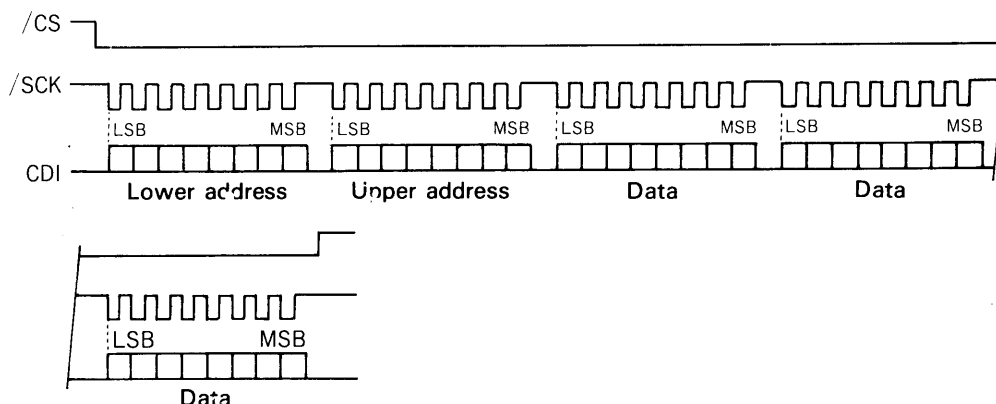 /CS
/SCK
LSB MSB LSB MSB LSB MSB LSB MSB
CDI
Lower address Upper address Data Data
LSB MSB
Data